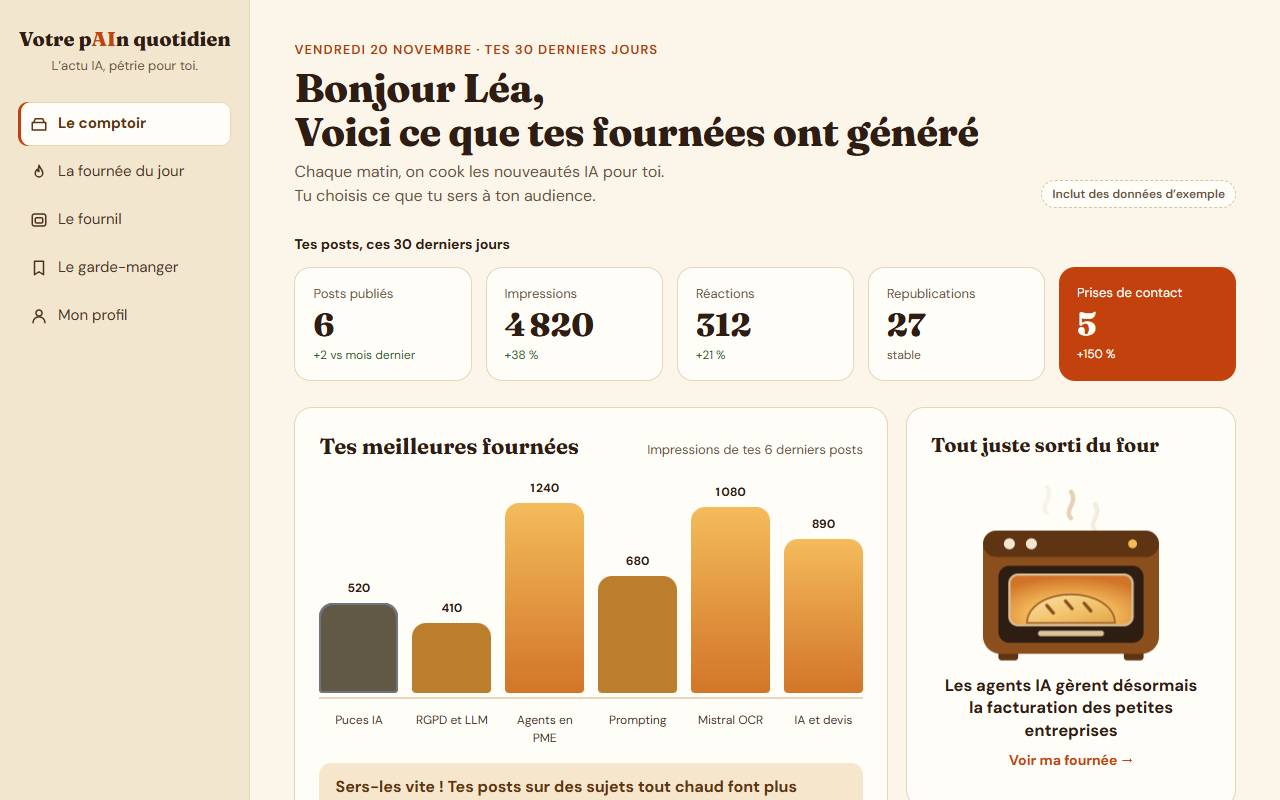 Votre pAIn quotidien
L'actu IA, pétrie pour toi.
Le comptoir
La fournée du jour
Le fournil
Le garde-manger
Mon profil
VENDREDI 20 NOVEMBRE · TES 30 DERNIERS JOURS
Bonjour Léa,
Voici ce que tes fournées ont généré
Chaque matin, on cook les nouveautés IA pour toi.
Tu choisis ce que tu sers à ton audience.
Inclut des données d'exemple
Tes posts, ces 30 derniers jours
Posts publiés
6
+2 vs mois dernier
Impressions
4 820
+38 %
Réactions
312
+21 %
Republications
27
stable
Prises de contact
5
+150 %
Tes meilleures fournées
Impressions de tes 6 derniers posts
520
410
1 240
680
1 080
890
Puces IA
RGPD et LLM
Agents en
PME
Prompting
Mistral OCR
IA et devis
Sers-les vite ! Tes posts sur des sujets tout chaud font plus
Tout juste sorti du four
Les agents IA gèrent désormais
la facturation des petites
entreprises
Voir ma fournée →